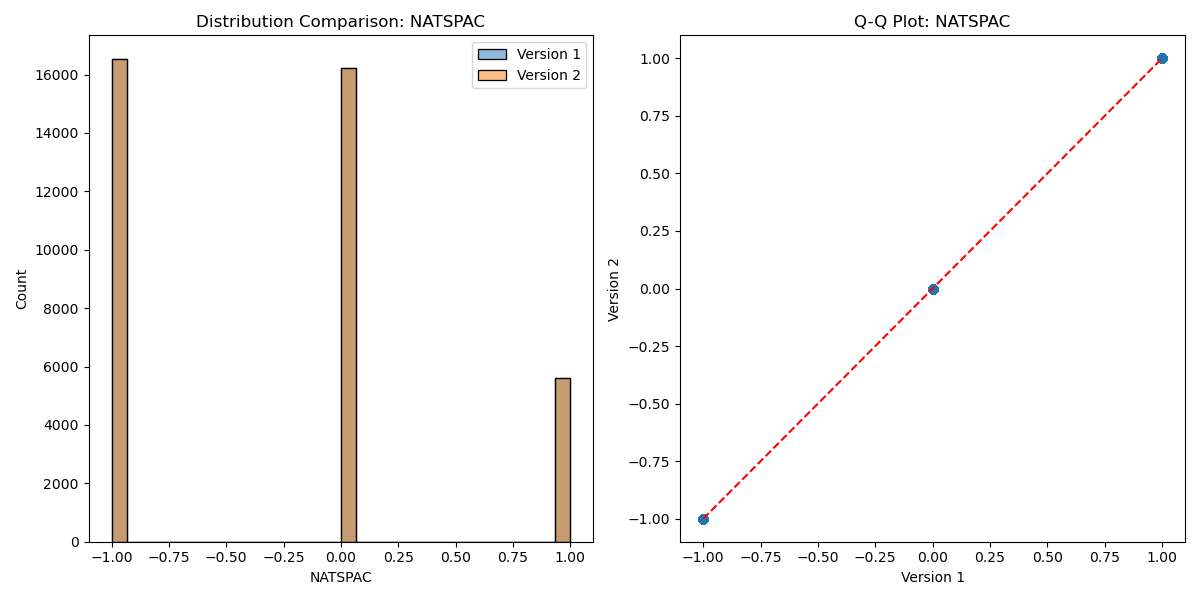 Distribution Comparison: NATSPAC
Version 1
Version 2
16000
14000
12000
10000
8000
6000
4000
2000
0
Count
−1.00 −0.75 −0.50 −0.25 0.00 0.25 0.50 0.75 1.00
NATSPAC
Q-Q Plot: NATSPAC
1.00
0.75
0.50
0.25
0.00
−0.25
−0.50
−0.75
−1.00
Version 2
−1.00 −0.75 −0.50 −0.25 0.00 0.25 0.50 0.75 1.00
Version 1